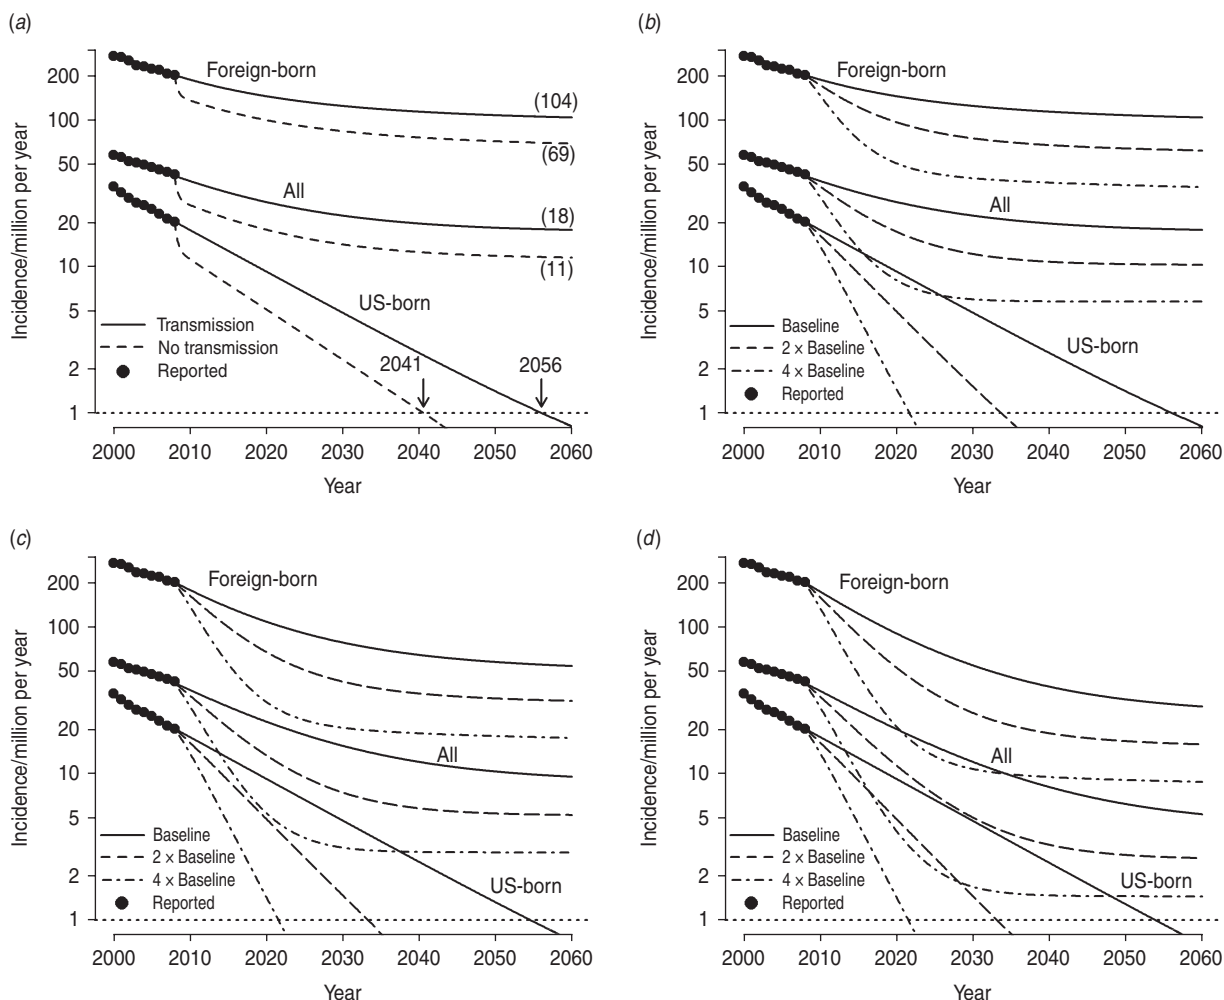 (a)
Incidence/million per year
200
100
50
20
10
5
2
1
Foreign-born
(104)
(69)
All
(18)
(11)
US-born
Transmission
No transmission
Reported
2041
2056
2000 2010 2020 2030 2040 2050 2060
Year
(b)
Incidence/million per year
200
100
50
20
10
5
2
1
Foreign-born
All
US-born
Baseline
2 × Baseline
4 × Baseline
Reported
2000 2010 2020 2030 2040 2050 2060
Year
(c)
Incidence/million per year
200
100
50
20
10
5
2
1
Foreign-born
All
US-born
Baseline
2 × Baseline
4 × Baseline
Reported
2000 2010 2020 2030 2040 2050 2060
Year
(d)
Incidence/million per year
200
100
50
20
10
5
2
1
Foreign-born
All
US-born
Baseline
2 × Baseline
4 × Baseline
Reported
2000 2010 2020 2030 2040 2050 2060
Year